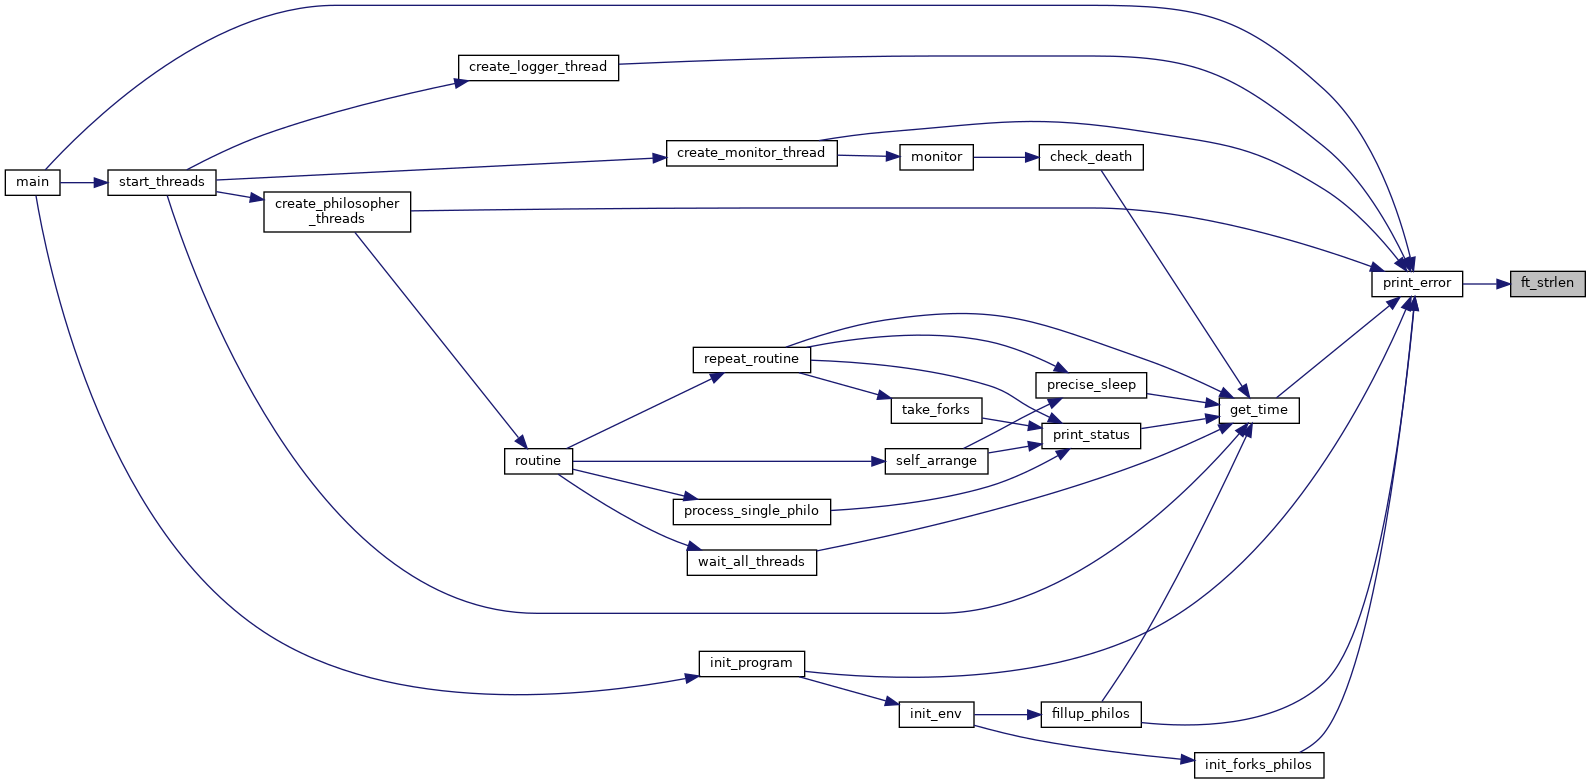 create_logger_thread
create_monitor_thread
monitor
check_death
main
start_threads
create_philosopher
_threads
print_error
ft_strlen
repeat_routine
precise_sleep
take_forks
get_time
print_status
routine
self_arrange
process_single_philo
wait_all_threads
init_program
init_env
fillup_philos
init_forks_philos